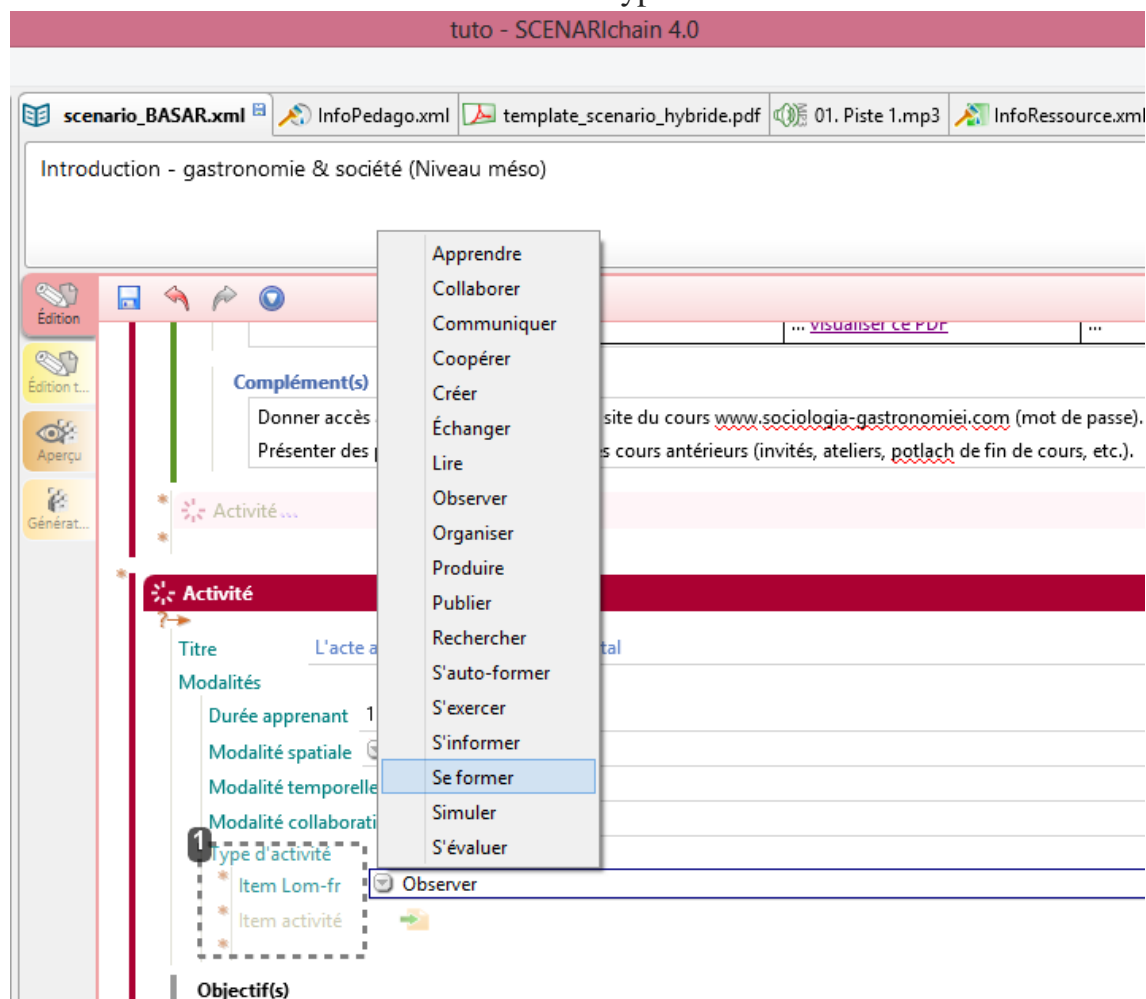 tuto - SCENARIchain 4.0
scenario_BASAR.xml InfoPedago.xml template_scenario_hybride.pdf 01. Piste 1.mp3 InfoRessource.xml
Introduction - gastronomie & société (Niveau méso)
Édition
Édition t...
Aperçu
Générat...
... visualiser ce PDF ...
Complément(s)
Donner accès site du cours www.sociologia-gastronomiei.com (mot de passe).
Présenter des cours antérieurs (invités, ateliers, potlach de fin de cours, etc.).
Activité ...
Activité
Titre L'acte
Modalités
Durée apprenant 1
Modalité spatiale
Modalité temporelle
Modalité collaborati
1
Type d'activité
Item Lom-fr Observer
Item activité
Objectif(s)
Apprendre
Collaborer
Communiquer
Coopérer
Créer
Échanger
Lire
Observer
Organiser
Produire
Publier
Rechercher
S'auto-former
S'exercer
S'informer
Se former
Simuler
S'évaluer